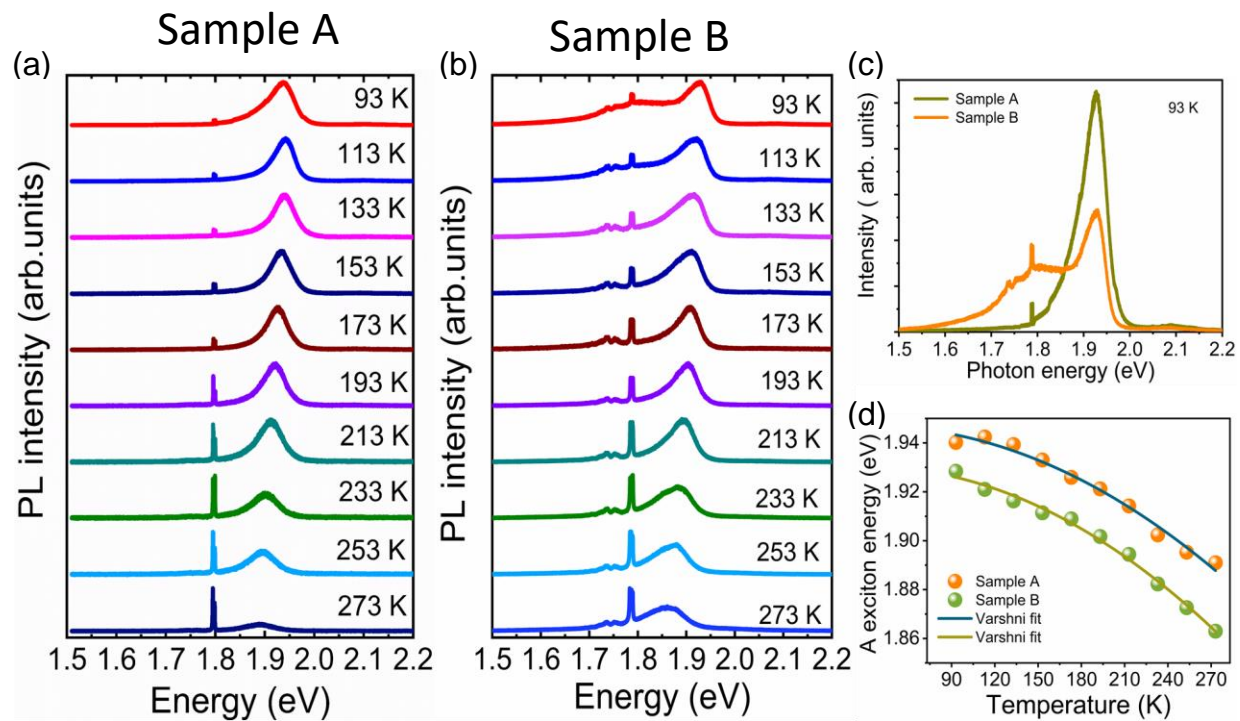 Sample A
Sample B
(a)
93 K
113 K
133 K
153 K
173 K
193 K
213 K
233 K
253 K
273 K
PL intensity (arb.units)
1.5 1.6 1.7 1.8 1.9 2.0 2.1 2.2
Energy (eV)
(b)
93 K
113 K
133 K
153 K
173 K
193 K
213 K
233 K
253 K
273 K
PL intensity (arb.units)
1.5 1.6 1.7 1.8 1.9 2.0 2.1 2.2
Energy (eV)
(c)
Sample A
Sample B
93 K
Intensity ( arb. units)
1.5 1.6 1.7 1.8 1.9 2.0 2.1 2.2
Photon energy (eV)
(d)
A exciton energy (eV)
1.94
1.92
1.90
1.88
1.86
Sample A
Sample B
Varshni fit
Varshni fit
90 120 150 180 210 240 270
Temperature (K)